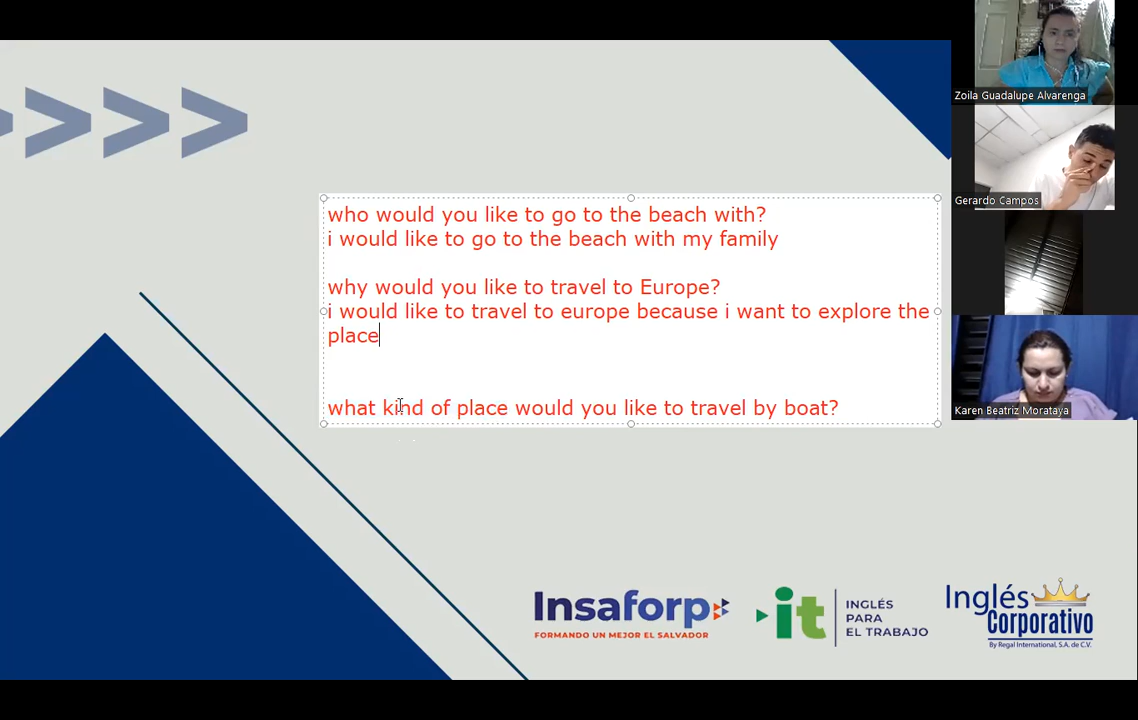 Zoila Guadalupe Alvarenga
Gerardo Campos
who would you like to go to the beach with?
i would like to go to the beach with my family
why would you like to travel to Europe?
i would like to travel to europe because i want to explore the
place
what kind of place would you like to travel by boat?
Karen Beatriz Morataya
Insaforp
FORMANDO UN MEJOR EL SALVADOR
it
INGLÉS
PARA
EL TRABAJO
Inglés
Corporativo
By Regal International, S.A. de C.V.